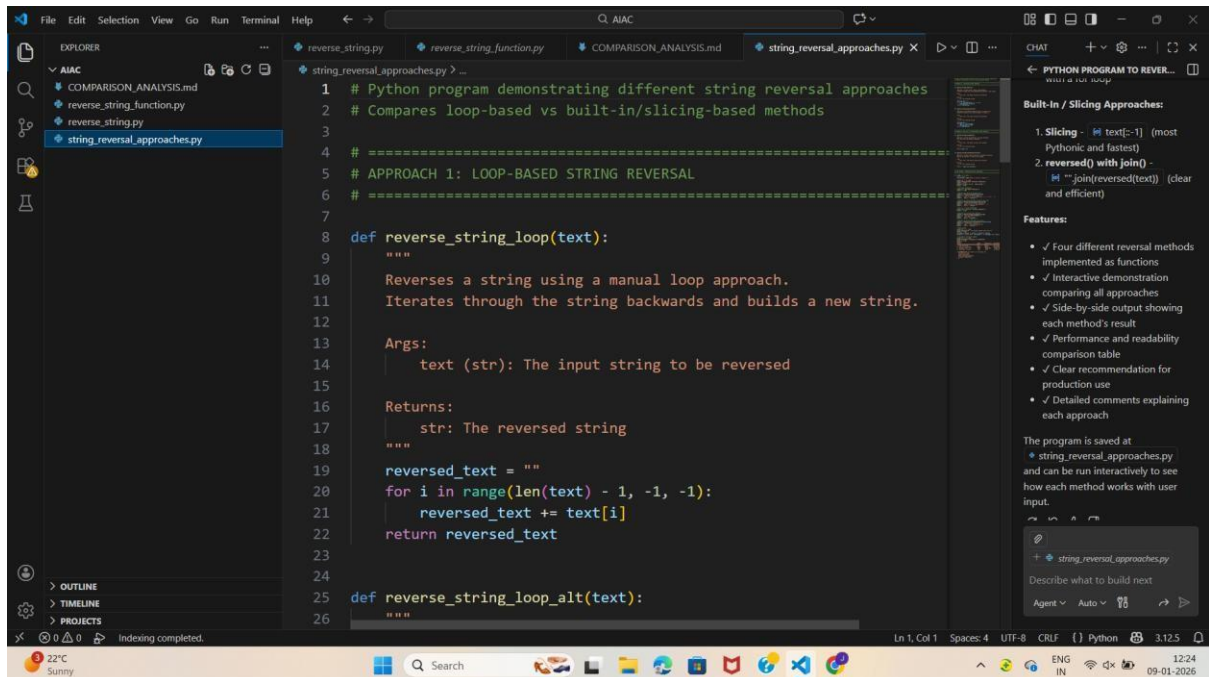 File Edit Selection View Go Run Terminal Help
AIAC
EXPLORER
AIAC
COMPARISON_ANALYSIS.md
reverse_string_function.py
reverse_string.py
string_reversal_approaches.py
OUTLINE
TIMELINE
PROJECTS
reverse_string.py reverse_string_function.py COMPARISON_ANALYSIS.md string_reversal_approaches.py
string_reversal_approaches.py > ...
1 # Python program demonstrating different string reversal approaches
2 # Compares loop-based vs built-in/slicing-based methods
3
4 # =====================================================================
5 # APPROACH 1: LOOP-BASED STRING REVERSAL
6 # =====================================================================
7
8 def reverse_string_loop(text):
9 """
10 Reverses a string using a manual loop approach.
11 Iterates through the string backwards and builds a new string.
12
13 Args:
14 text (str): The input string to be reversed
15
16 Returns:
17 str: The reversed string
18 """
19 reversed_text = ""
20 for i in range(len(text) - 1, -1, -1):
21 reversed_text += text[i]
22 return reversed_text
23
24
25 def reverse_string_loop_alt(text):
26 """
CHAT
PYTHON PROGRAM TO REVER...
with a for loop
Built-In / Slicing Approaches:
1. Slicing - text[::-1] (most
Pythonic and fastest)
2. reversed() with join() -
"".join(reversed(text)) (clear
and efficient)
Features:
• ✓ Four different reversal methods
implemented as functions
• ✓ Interactive demonstration
comparing all approaches
• ✓ Side-by-side output showing
each method's result
• ✓ Performance and readability
comparison table
• ✓ Clear recommendation for
production use
• ✓ Detailed comments explaining
each approach
The program is saved at
string_reversal_approaches.py
and can be run interactively to see
how each method works with user
input.
+ string_reversal_approaches.py
Describe what to build next
Agent Auto
0 0 Indexing completed.
Ln 1, Col 1 Spaces: 4 UTF-8 CRLF {} Python 3.12.5
3
22°C
Sunny
Search
ENG
IN
12:24
09-01-2026